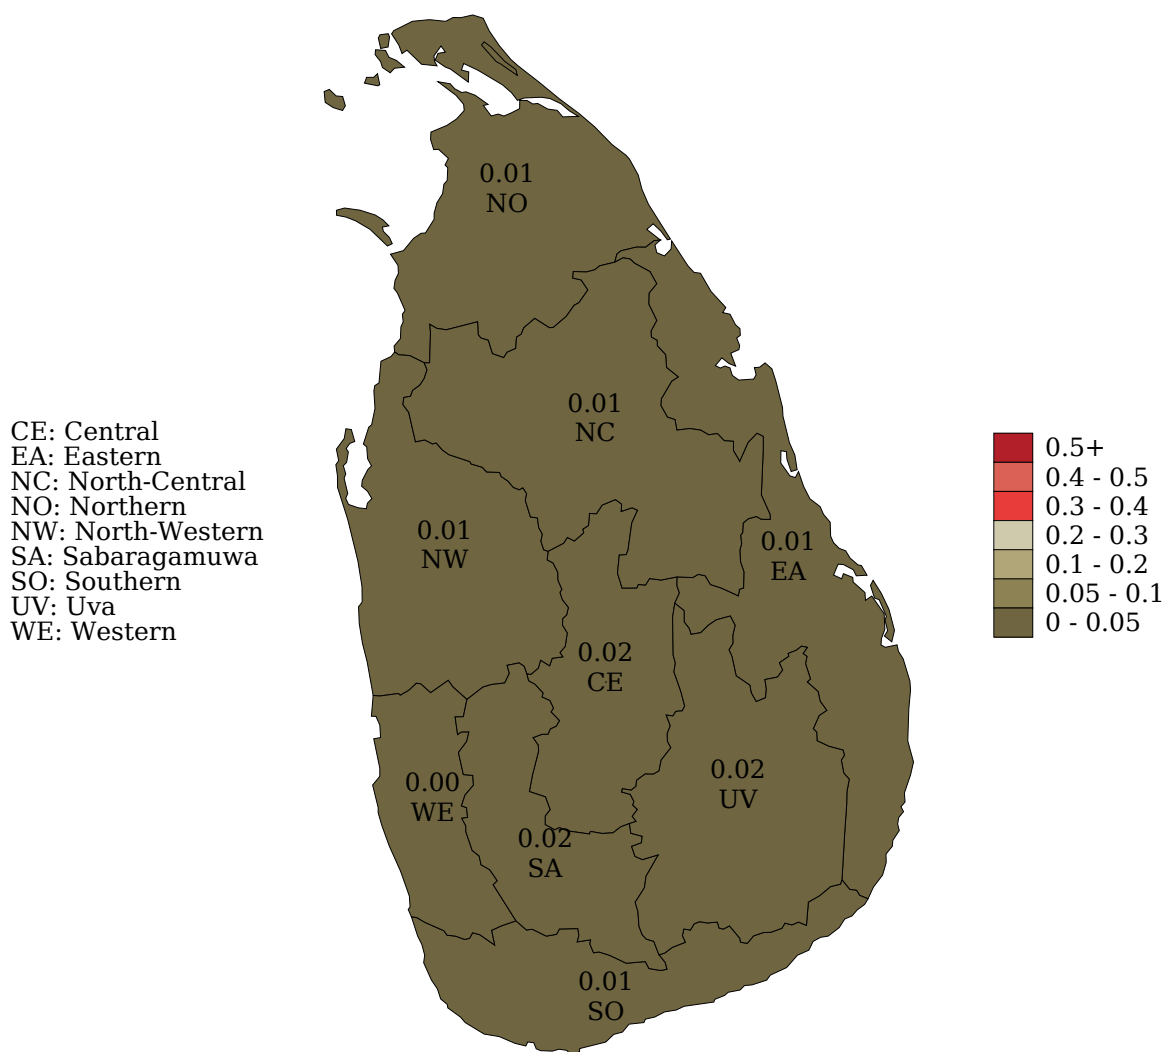 0.01
NO
0.01
NC
CE: Central
EA: Eastern
NC: North-Central
NO: Northern
NW: North-Western
SA: Sabaragamuwa
SO: Southern
UV: Uva
WE: Western
0.5+
0.4 - 0.5
0.3 - 0.4
0.2 - 0.3
0.1 - 0.2
0.05 - 0.1
0 - 0.05
0.01
NW
0.01
EA
0.02
CE
0.00
WE
0.02
UV
0.02
SA
0.01
SO